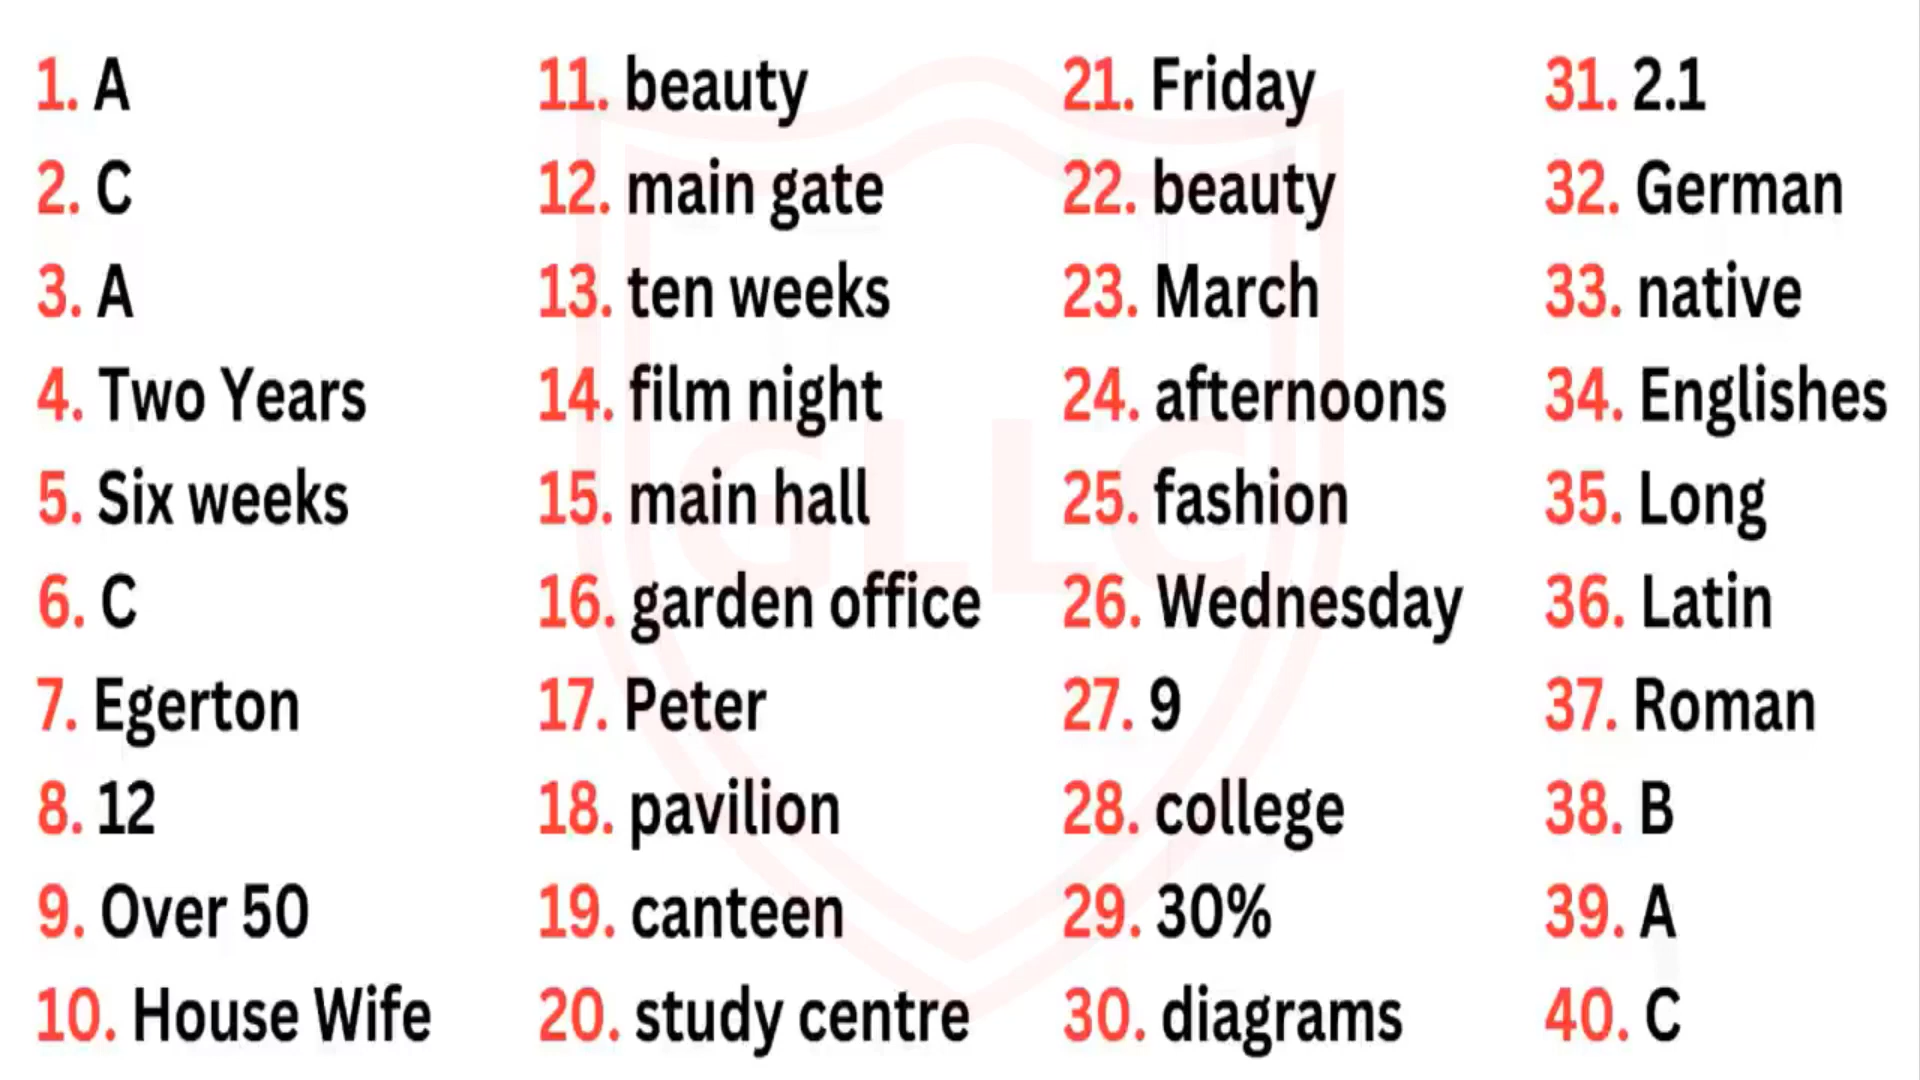 1. A
2. C
3. A
4. Two Years
5. Six weeks
6. C
7. Egerton
8. 12
9. Over 50
10. House Wife
11. beauty
12. main gate
13. ten weeks
14. film night
15. main hall
16. garden office
17. Peter
18. pavilion
19. canteen
20. study centre
21. Friday
22. beauty
23. March
24. afternoons
25. fashion
26. Wednesday
27. 9
28. college
29. 30%
30. diagrams
31. 2.1
32. German
33. native
34. Englishes
35. Long
36. Latin
37. Roman
38. B
39. A
40. C
GLLC